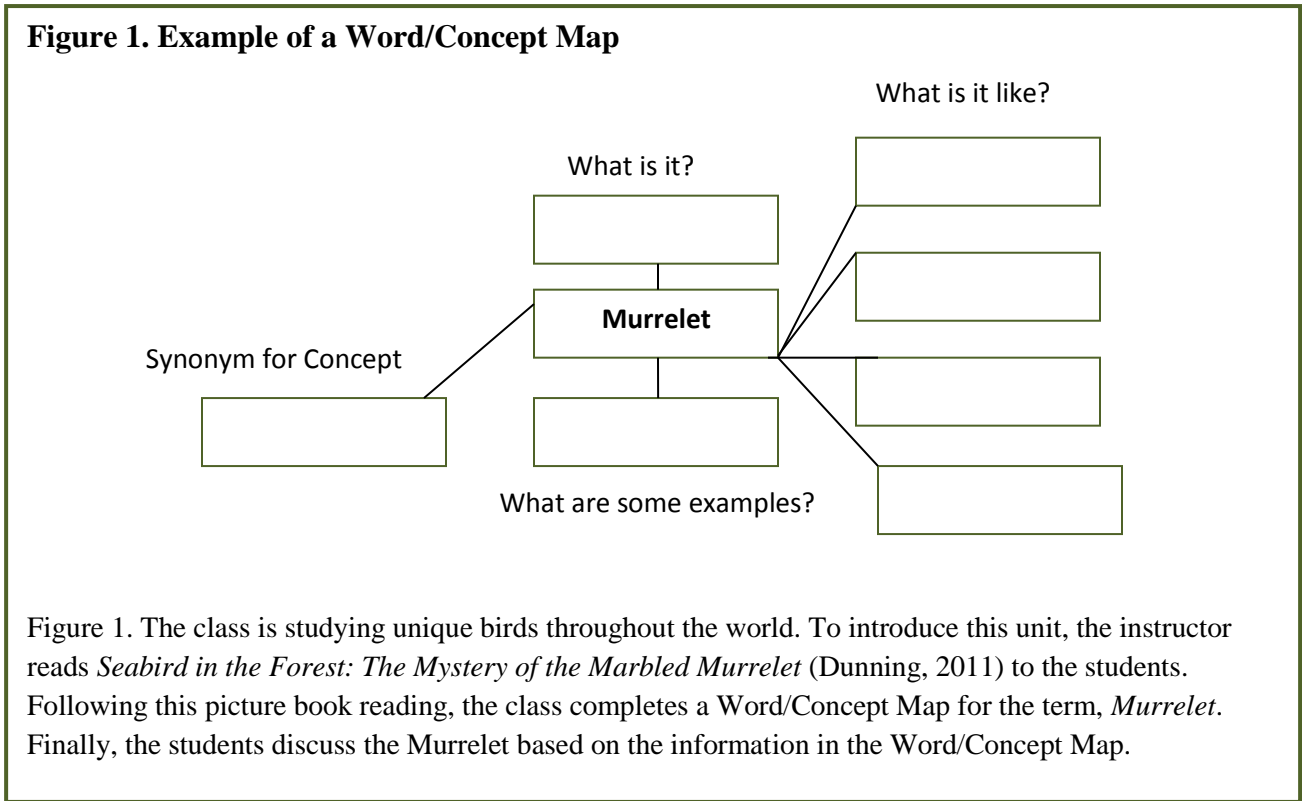 Figure 1. Example of a Word/Concept Map
What is it like?
What is it?
Murrelet
Synonym for Concept
What are some examples?
Figure 1. The class is studying unique birds throughout the world. To introduce this unit, the instructor
reads Seabird in the Forest: The Mystery of the Marbled Murrelet (Dunning, 2011) to the students.
Following this picture book reading, the class completes a Word/Concept Map for the term, Murrelet.
Finally, the students discuss the Murrelet based on the information in the Word/Concept Map.